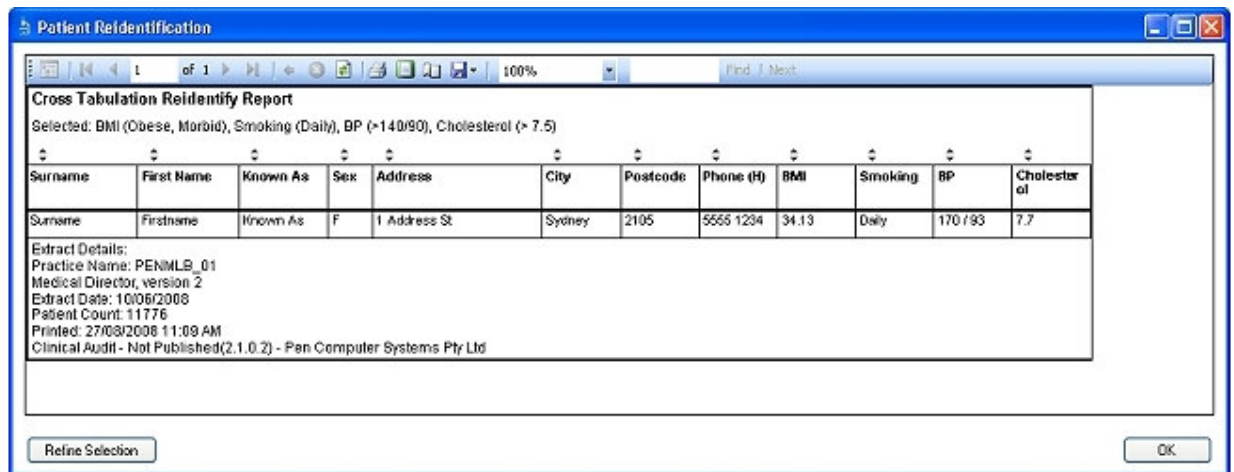 Patient Reidentification
1 of 1 100% Find | Next
Cross Tabulation Reidentify Report
Selected: BMI (Obese, Morbid), Smoking (Daily), BP (>140/90), Cholesterol (> 7.5)
Surname First Name Known As Sex Address City Postcode Phone (H) BMI Smoking BP Cholester
ol
Surname Firstname Known As F 1 Address St Sydney 2105 5555 1234 34.13 Daily 170 / 93 7.7
Extract Details:
Practice Name: PENMLB_01
Medical Director, version 2
Extract Date: 10/06/2008
Patient Count: 11776
Printed: 27/08/2008 11:09 AM
Clinical Audit - Not Published(2.1.0.2) - Pen Computer Systems Pty Ltd
Refine Selection OK